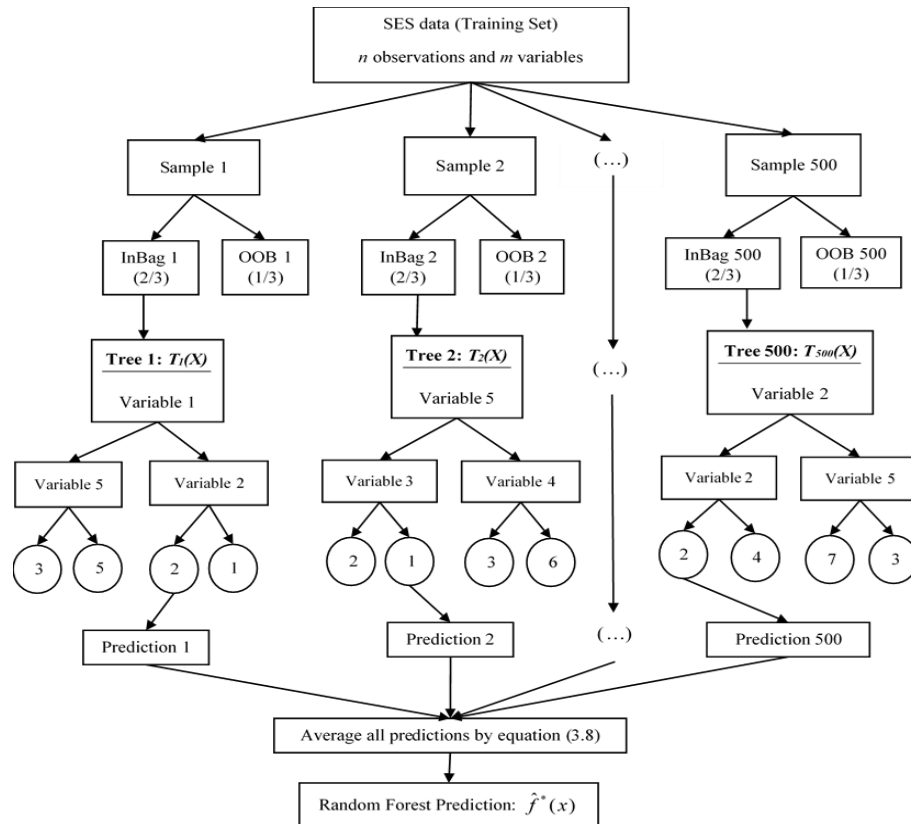 SES data (Training Set)
n observations and m variables
Sample 1
Sample 2
(…)
Sample 500
InBag 1
(2/3)
OOB 1
(1/3)
InBag 2
(2/3)
OOB 2
(1/3)
InBag 500
(2/3)
OOB 500
(1/3)
Tree 1: T1(X)
Variable 1
Tree 2: T2(X)
Variable 5
(…)
Tree 500: T500(X)
Variable 2
Variable 5
Variable 2
Variable 3
Variable 4
Variable 2
Variable 5
3
5
2
1
2
1
3
6
2
4
7
3
Prediction 1
Prediction 2
(…)
Prediction 500
Average all predictions by equation (3.8)
Random Forest Prediction: f̂*(x)